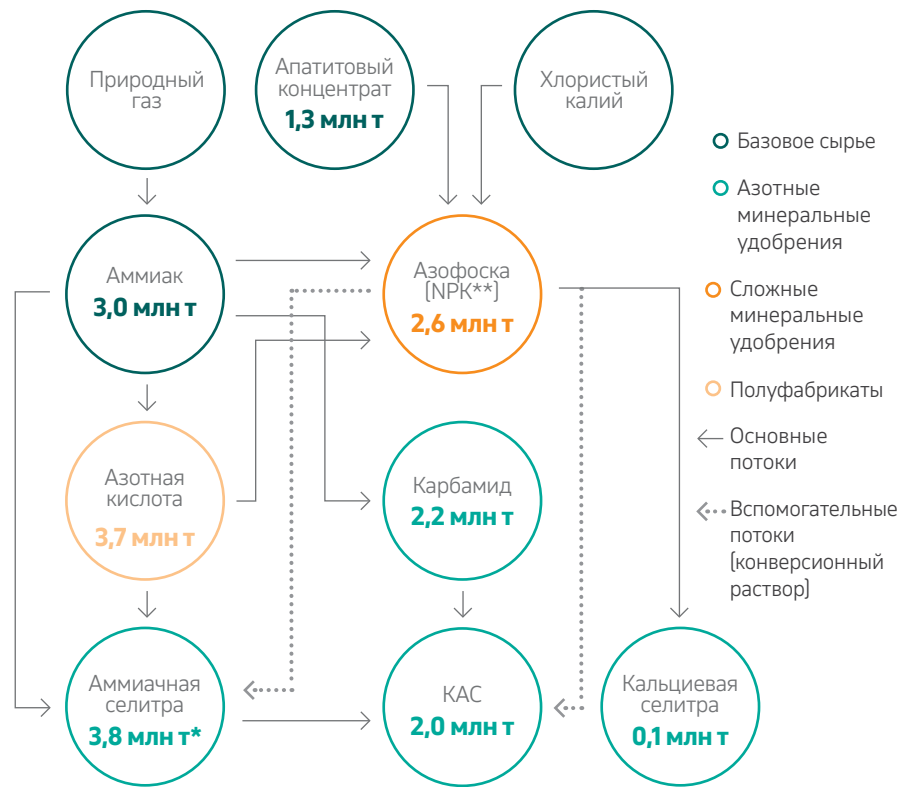 Природный
газ
Апатитовый
концентрат
1,3 млн т
Хлористый
калий
Базовое сырье
Азотные
минеральные
удобрения
Сложные
минеральные
удобрения
Полуфабрикаты
Основные
потоки
Вспомогательные
потоки
(конверсионный
раствор)
Аммиак
3,0 млн т
Азофоска
(NPK**)
2,6 млн т
Азотная
кислота
3,7 млн т
Карбамид
2,2 млн т
Аммиачная
селитра
3,8 млн т*
КАС
2,0 млн т
Кальциевая
селитра
0,1 млн т